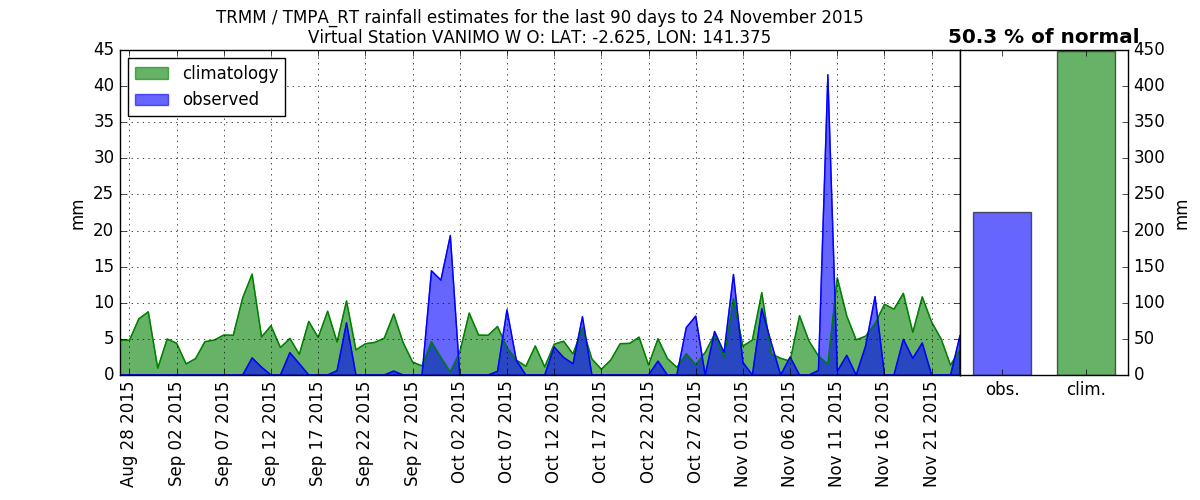 TRMM / TMPA_RT rainfall estimates for the last 90 days to 24 November 2015
Virtual Station VANIMO W O: LAT: -2.625, LON: 141.375
50.3 % of normal
climatology
observed
mm
45
40
35
30
25
20
15
10
5
0
Aug 28 2015
Sep 02 2015
Sep 07 2015
Sep 12 2015
Sep 17 2015
Sep 22 2015
Sep 27 2015
Oct 02 2015
Oct 07 2015
Oct 12 2015
Oct 17 2015
Oct 22 2015
Oct 27 2015
Nov 01 2015
Nov 06 2015
Nov 11 2015
Nov 16 2015
Nov 21 2015
obs.
clim.
450
400
350
300
250
200
150
100
50
0
mm